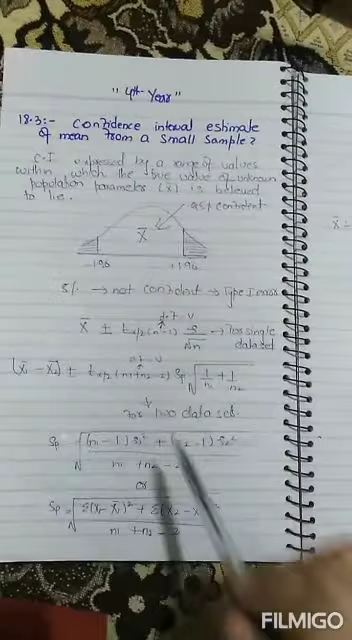 "4th Year"
18.3:- Confidence interval estimate
of mean from a small sample?
C.I expressed by a range of values
within which the true value of unknown
population parameter (x̄) is believed
to lie.
95% confident
X̄
-1.96 +1.96
5% → not confident → Type I error
d.f - v
X̄ ± t α/2 (n-1) s/√n → For single
data set
d.f - v
(X̄1 - X̄2) ± t α/2 (n1+n2-2) Sp √(1/n1 + 1/n2)
↓
For two data set
Sp √((n1 - 1) s1² + ( 2 - 1) s2²
n1 + n2 - 2
or
Sp = √(Σ(X1 - X̄1)² + Σ(X2 - X
n1 + n2 - 2
X̄ =
FILMIGO